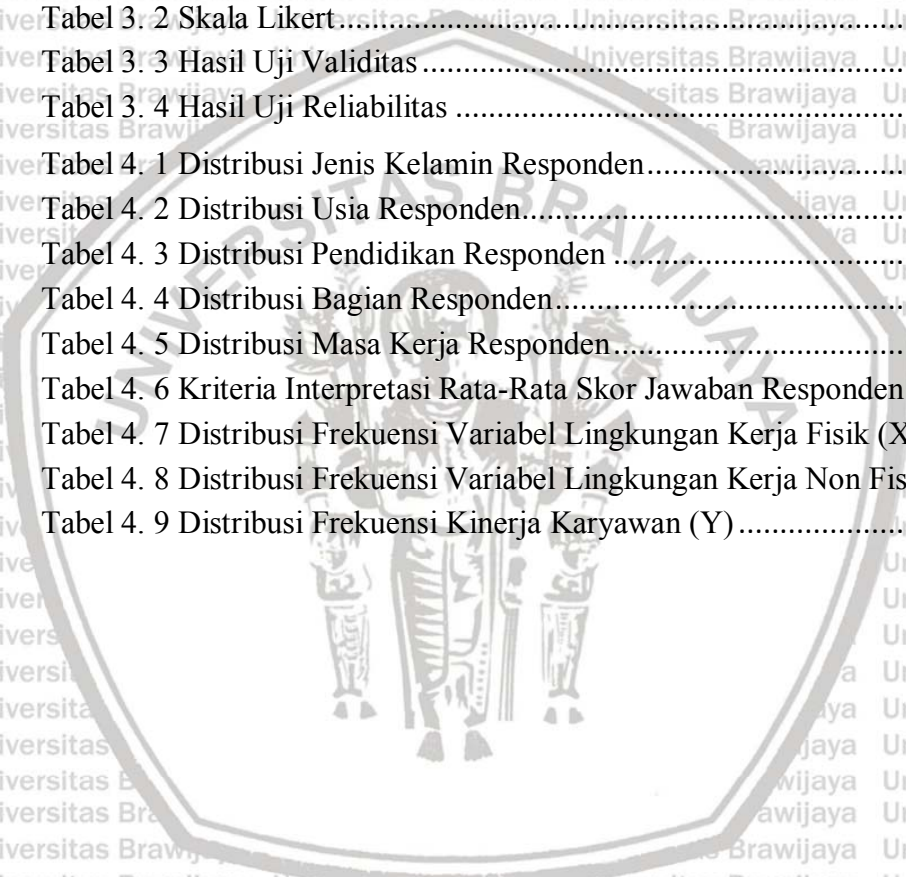 Tabel 3. 2 Skala Likert
Tabel 3. 3 Hasil Uji Validitas
Tabel 3. 4 Hasil Uji Reliabilitas
Tabel 4. 1 Distribusi Jenis Kelamin Responden
Tabel 4. 2 Distribusi Usia Responden
Tabel 4. 3 Distribusi Pendidikan Responden
Tabel 4. 4 Distribusi Bagian Responden
Tabel 4. 5 Distribusi Masa Kerja Responden
Tabel 4. 6 Kriteria Interpretasi Rata-Rata Skor Jawaban Responden
Tabel 4. 7 Distribusi Frekuensi Variabel Lingkungan Kerja Fisik (X
Tabel 4. 8 Distribusi Frekuensi Variabel Lingkungan Kerja Non Fis
Tabel 4. 9 Distribusi Frekuensi Kinerja Karyawan (Y)
UNIVERSITAS BRAWIJAYA